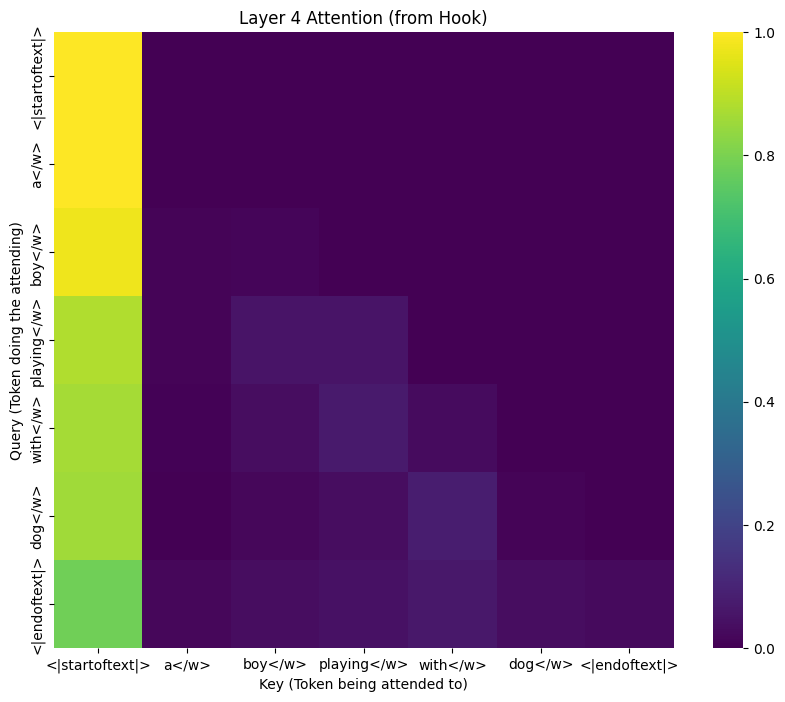 Layer 4 Attention (from Hook)
Query (Token doing the attending)
<|startoftext|>
a</w>
boy</w>
playing</w>
with</w>
dog</w>
<|endoftext|>
<|startoftext|> a</w> boy</w> playing</w> with</w> dog</w> <|endoftext|>
Key (Token being attended to)
1.0
0.8
0.6
0.4
0.2
0.0